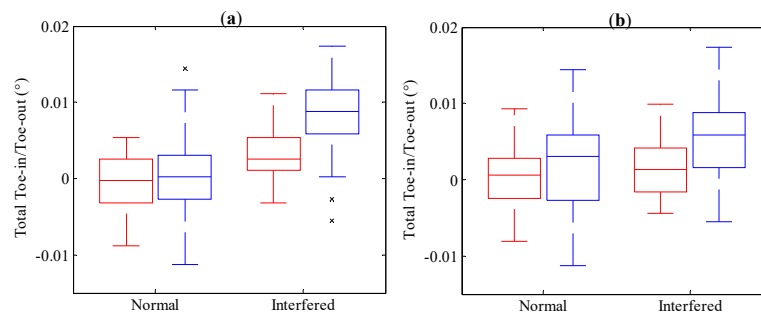 (a)
Total Toe-in/Toe-out (°)
0.02
0.01
0
-0.01
Normal Interfered
(b)
Total Toe-in/Toe-out (°)
0.02
0.01
0
-0.01
Normal Interfered